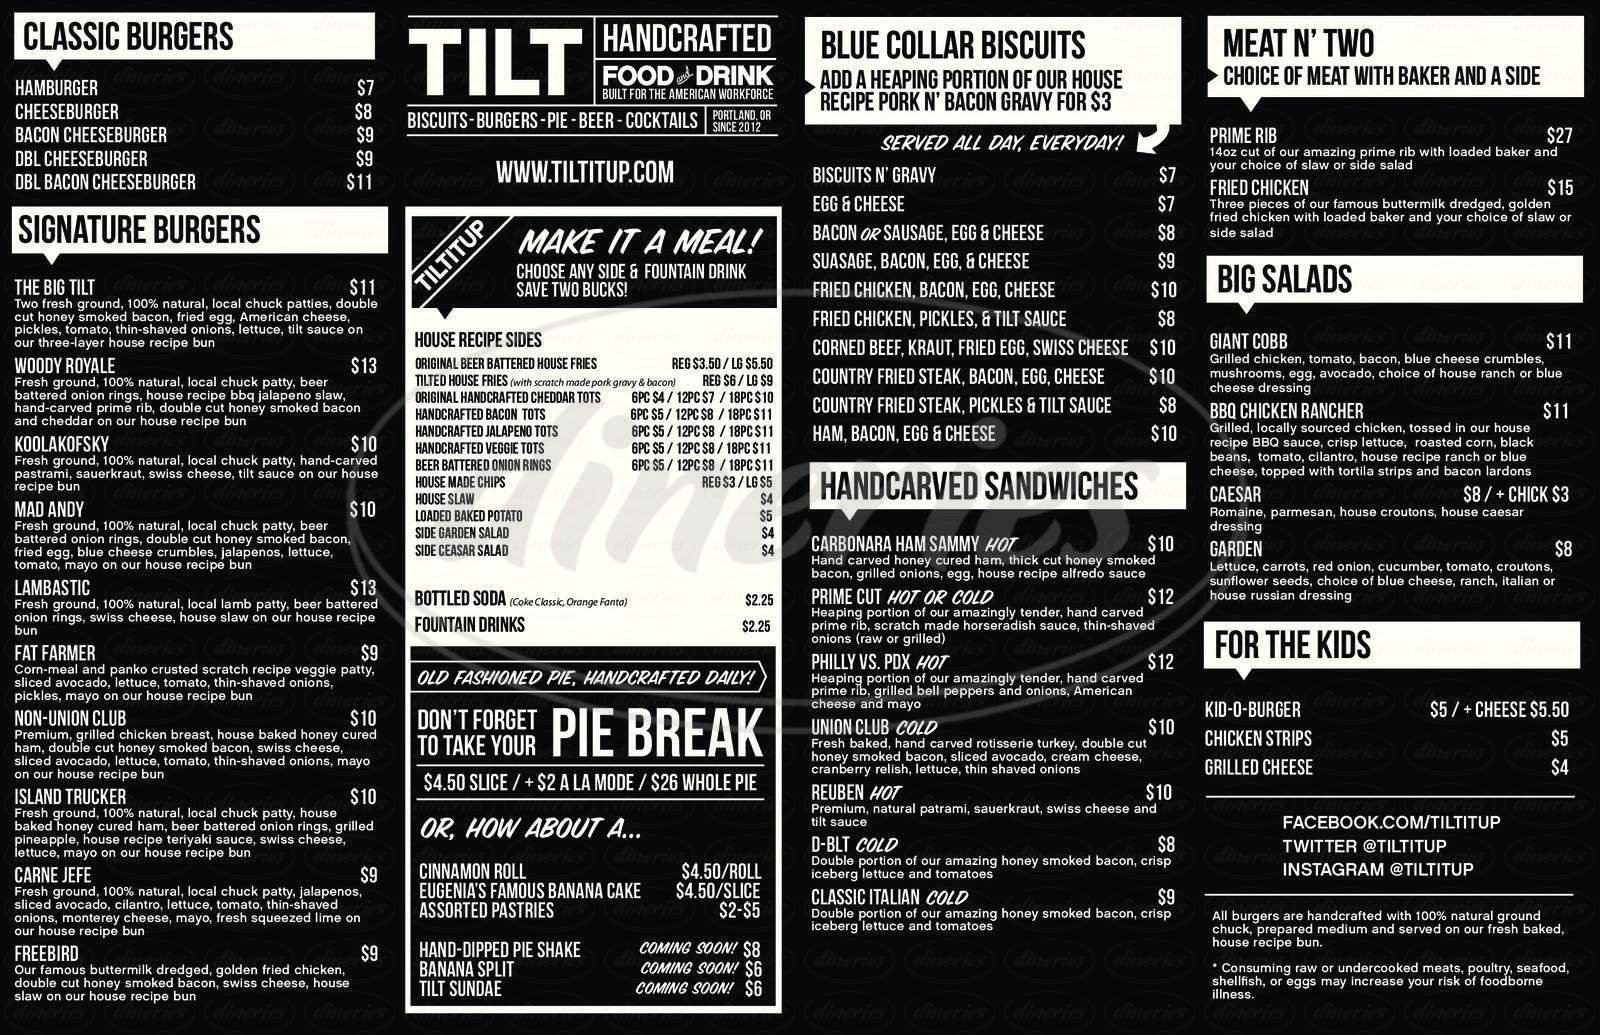 CLASSIC BURGERS
HAMBURGER $7
CHEESEBURGER $8
BACON CHEESEBURGER $9
DBL CHEESEBURGER $9
DBL BACON CHEESEBURGER $11
SIGNATURE BURGERS
THE BIG TILT $11
Two fresh ground, 100% natural, local chuck patties, double
cut honey smoked bacon, fried egg, American cheese,
pickles, tomato, thin-shaved onions, lettuce, tilt sauce on
our three-layer house recipe bun
WOODY ROYALE $13
Fresh ground, 100% natural, local chuck patty, beer
battered onion rings, house recipe bbq jalapeno slaw,
hand-carved prime rib, double cut honey smoked bacon
and cheddar on our house recipe bun
KOOLAKOFSKY $10
Fresh ground, 100% natural, local chuck patty, hand-carved
pastrami, sauerkraut, swiss cheese, tilt sauce on our house
recipe bun
MAD ANDY $10
Fresh ground, 100% natural, local chuck patty, beer
battered onion rings, double cut honey smoked bacon,
fried egg, blue cheese crumbles, jalapenos, lettuce,
tomato, mayo on our house recipe bun
LAMBASTIC $13
Fresh ground, 100% natural, local lamb patty, beer battered
onion rings, swiss cheese, house slaw on our house recipe
bun
FAT FARMER $9
Corn-meal and panko crusted scratch recipe veggie patty,
sliced avocado, lettuce, tomato, thin-shaved onions,
pickles, mayo on our house recipe bun
NON-UNION CLUB $10
Premium, grilled chicken breast, house baked honey cured
ham, double cut honey smoked bacon, swiss cheese,
sliced avocado, lettuce, tomato, thin-shaved onions, mayo
on our house recipe bun
ISLAND TRUCKER $10
Fresh ground, 100% natural, local chuck patty, house
baked honey cured ham, beer battered onion rings, grilled
pineapple, house recipe teriyaki sauce, swiss cheese,
lettuce, mayo on our house recipe bun
CARNE JEFE $9
Fresh ground, 100% natural, local chuck patty, jalapenos,
sliced avocado, cilantro, lettuce, tomato, thin-shaved
onions, monterey cheese, mayo, fresh squeezed lime on
our house recipe bun
FREEBIRD $9
Our famous buttermilk dredged, golden fried chicken,
double cut honey smoked bacon, swiss cheese, house
slaw on our house recipe bun
TILT
HANDCRAFTED
FOOD and DRINK
BUILT FOR THE AMERICAN WORKFORCE
BISCUITS - BURGERS - PIE - BEER - COCKTAILS
PORTLAND, OR
SINCE 2012
WWW.TILTITUP.COM
TILTITUP
MAKE IT A MEAL!
CHOOSE ANY SIDE & FOUNTAIN DRINK
SAVE TWO BUCKS!
HOUSE RECIPE SIDES
ORIGINAL BEER BATTERED HOUSE FRIES REG $3.50 / LG $5.50
TILTED HOUSE FRIES (with scratch made pork gravy & bacon) REG $6 / LG $9
ORIGINAL HANDCRAFTED CHEDDAR TOTS 6PC $4 / 12PC $7 / 18PC $10
HANDCRAFTED BACON TOTS 6PC $5 / 12PC $8 / 18PC $11
HANDCRAFTED JALAPENO TOTS 6PC $5 / 12PC $8 / 18PC $11
HANDCRAFTED VEGGIE TOTS 6PC $5 / 12PC $8 / 18PC $11
BEER BATTERED ONION RINGS 6PC $5 / 12PC $8 / 18PC $11
HOUSE MADE CHIPS REG $3 / LG $5
HOUSE SLAW $4
LOADED BAKED POTATO $5
SIDE GARDEN SALAD $4
SIDE CEASAR SALAD $4
BOTTLED SODA (Coke Classic, Orange Fanta) $2.25
FOUNTAIN DRINKS $2.25
OLD FASHIONED PIE, HANDCRAFTED DAILY!
DON'T FORGET
TO TAKE YOUR
PIE BREAK
$4.50 SLICE / + $2 A LA MODE / $26 WHOLE PIE
OR, HOW ABOUT A...
CINNAMON ROLL $4.50/ROLL
EUGENIA'S FAMOUS BANANA CAKE $4.50/SLICE
ASSORTED PASTRIES $2-$5
HAND-DIPPED PIE SHAKE COMING SOON! $8
BANANA SPLIT COMING SOON! $6
TILT SUNDAE COMING SOON! $6
BLUE COLLAR BISCUITS
ADD A HEAPING PORTION OF OUR HOUSE
RECIPE PORK N' BACON GRAVY FOR $3
SERVED ALL DAY, EVERYDAY!
BISCUITS N' GRAVY $7
EGG & CHEESE $7
BACON OR SAUSAGE, EGG & CHEESE $8
SUASAGE, BACON, EGG, & CHEESE $9
FRIED CHICKEN, BACON, EGG, CHEESE $10
FRIED CHICKEN, PICKLES, & TILT SAUCE $8
CORNED BEEF, KRAUT, FRIED EGG, SWISS CHEESE $10
COUNTRY FRIED STEAK, BACON, EGG, CHEESE $10
COUNTRY FRIED STEAK, PICKLES & TILT SAUCE $8
HAM, BACON, EGG & CHEESE $10
HANDCARVED SANDWICHES
CARBONARA HAM SAMMY HOT $10
Hand carved honey cured ham, thick cut honey smoked
bacon, grilled onions, egg, house recipe alfredo sauce
PRIME CUT HOT OR COLD $12
Heaping portion of our amazingly tender, hand carved
prime rib, scratch made horseradish sauce, thin-shaved
onions (raw or grilled)
PHILLY VS. PDX HOT $12
Heaping portion of our amazingly tender, hand carved
prime rib, grilled bell peppers and onions, American
cheese and mayo
UNION CLUB COLD $10
Fresh baked, hand carved rotisserie turkey, double cut
honey smoked bacon, sliced avocado, cream cheese,
cranberry relish, lettuce, thin shaved onions
REUBEN HOT $10
Premium, natural patrami, sauerkraut, swiss cheese and
tilt sauce
D-BLT COLD $8
Double portion of our amazing honey smoked bacon, crisp
iceberg lettuce and tomatoes
CLASSIC ITALIAN COLD $9
Double portion of our amazing honey smoked bacon, crisp
iceberg lettuce and tomatoes
MEAT N' TWO
CHOICE OF MEAT WITH BAKER AND A SIDE
PRIME RIB $27
14oz cut of our amazing prime rib with loaded baker and
your choice of slaw or side salad
FRIED CHICKEN $15
Three pieces of our famous buttermilk dredged, golden
fried chicken with loaded baker and your choice of slaw or
side salad
BIG SALADS
GIANT COBB $11
Grilled chicken, tomato, bacon, blue cheese crumbles,
mushrooms, egg, avocado, choice of house ranch or blue
cheese dressing
BBQ CHICKEN RANCHER $11
Grilled, locally sourced chicken, tossed in our house
recipe BBQ sauce, crisp lettuce, roasted corn, black
beans, tomato, cilantro, house recipe ranch or blue
cheese, topped with tortila strips and bacon lardons
CAESAR $8 / + CHICK $3
Romaine, parmesan, house croutons, house caesar
dressing
GARDEN $8
Lettuce, carrots, red onion, cucumber, tomato, croutons,
sunflower seeds, choice of blue cheese, ranch, italian or
house russian dressing
FOR THE KIDS
KID-O-BURGER $5 / + CHEESE $5.50
CHICKEN STRIPS $5
GRILLED CHEESE $4
FACEBOOK.COM/TILTITUP
TWITTER @TILTITUP
INSTAGRAM @TILTITUP
All burgers are handcrafted with 100% natural ground
chuck, prepared medium and served on our fresh baked,
house recipe bun.
* Consuming raw or undercooked meats, poultry, seafood,
shellfish, or eggs may increase your risk of foodborne
illness.
dineries